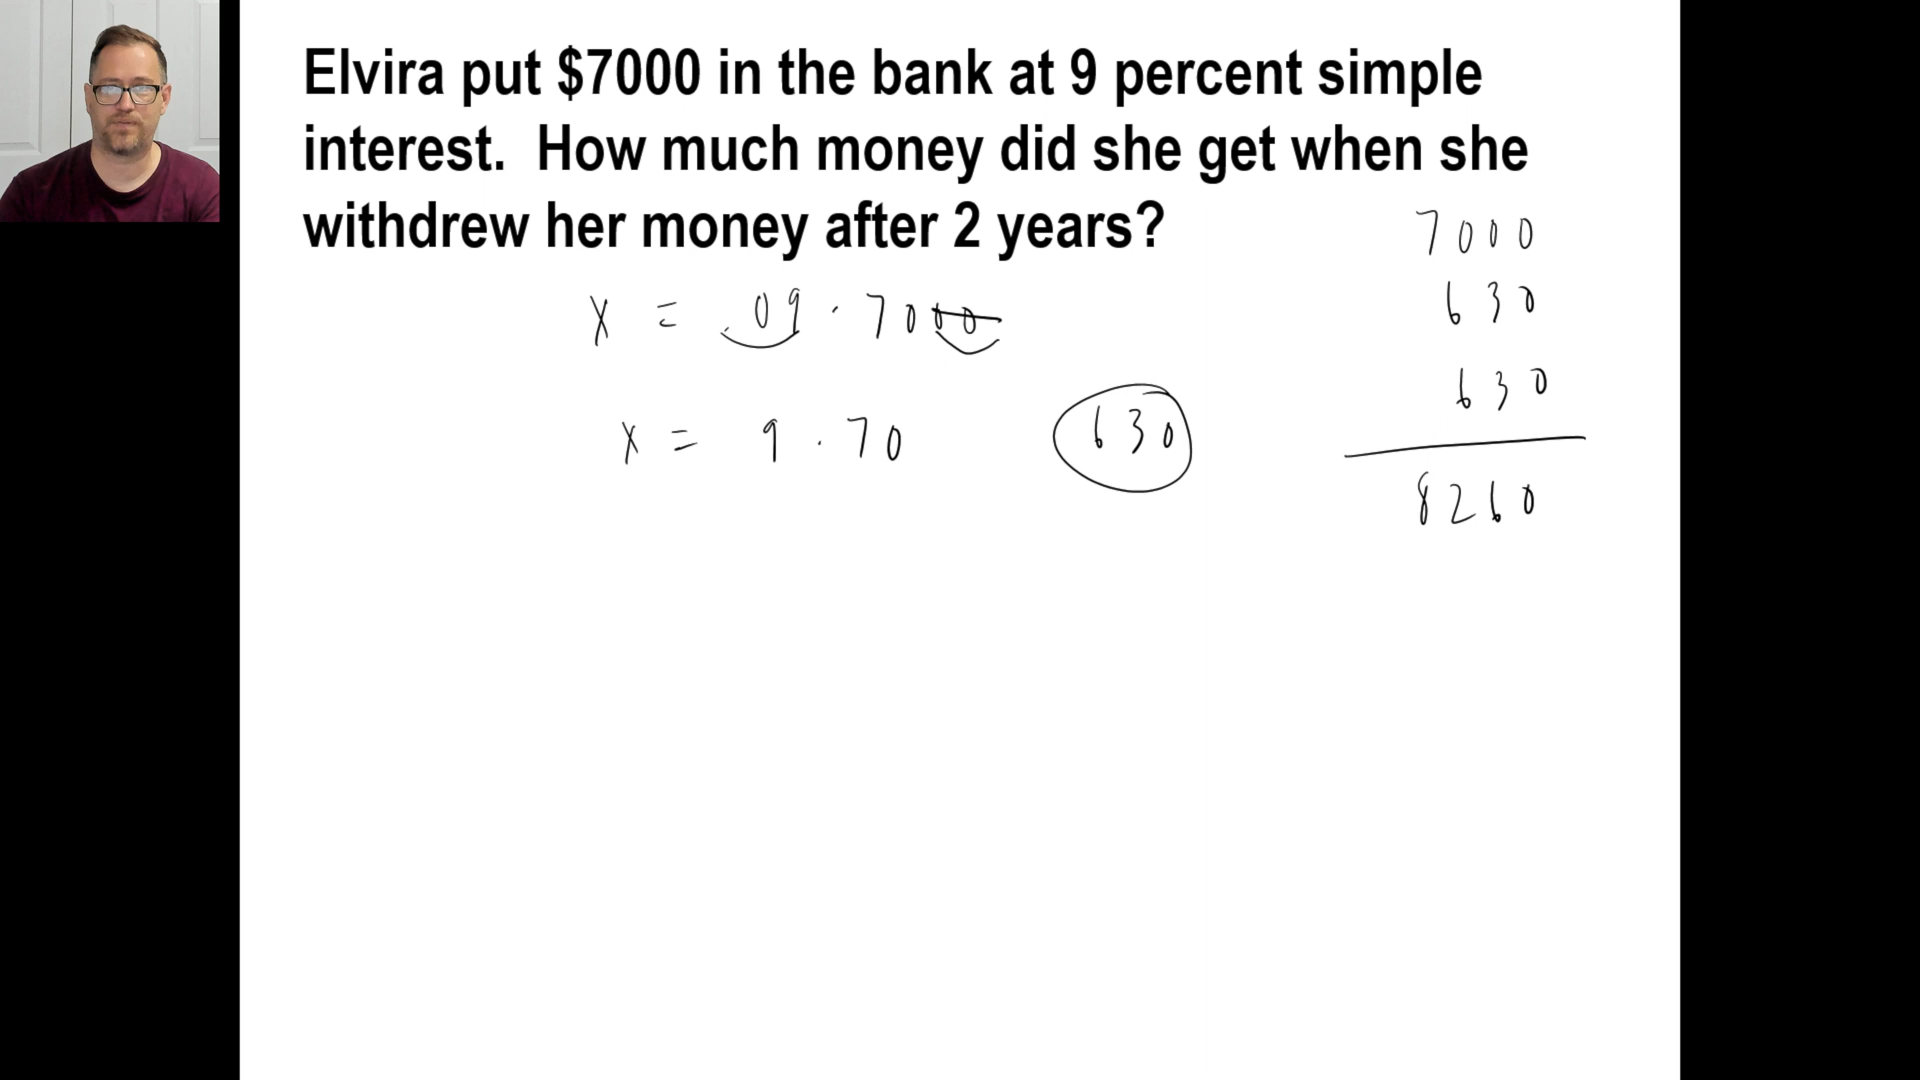 Elvira put $7000 in the bank at 9 percent simple
interest. How much money did she get when she
withdrew her money after 2 years?
x = .09 · 7000
x = 9 · 70
630
7000
630
630
8260